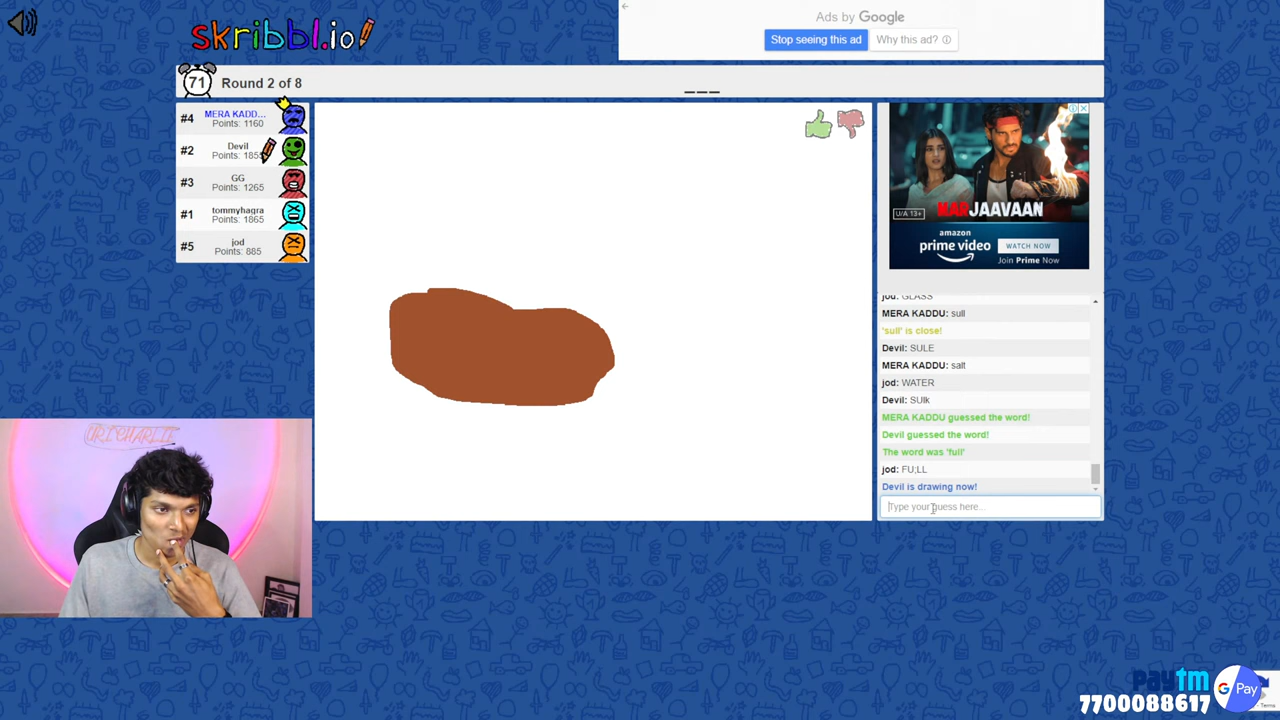 Ads by Google
Stop seeing this ad
Why this ad?
skribbl.io
71
Round 2 of 8
_ _ _
#4
MERA KADD...
Points: 1160
#2
Devil
#3
GG
Points: 1265
#1
tommyhagra
Points: 1865
#5
jod
Points: 885
U/A 13+
MARJAAVAAN
amazon
prime video
WATCH NOW
Join Prime Now
jod: GLASS
MERA KADDU: sull
'sull' is close!
Devil: SULE
MERA KADDU: salt
jod: WATER
Devil: SUlk
MERA KADDU guessed the word!
Devil guessed the word!
The word was 'full'
jod: FU;LL
Devil is drawing now!
Type your guess here...
paytm
7700088617
G Pay
- Terms